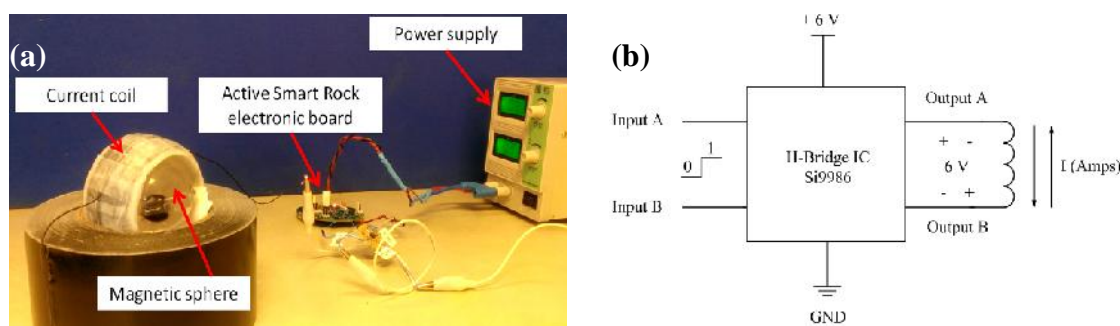 (a)
Power supply
Current coil
Active Smart Rock
electronic board
Magnetic sphere
(b)
+6 V
Output A
Input A
+ -
1
0
H-Bridge IC
Si9986
6 V
I (Amps)
Input B
- +
Output B
GND